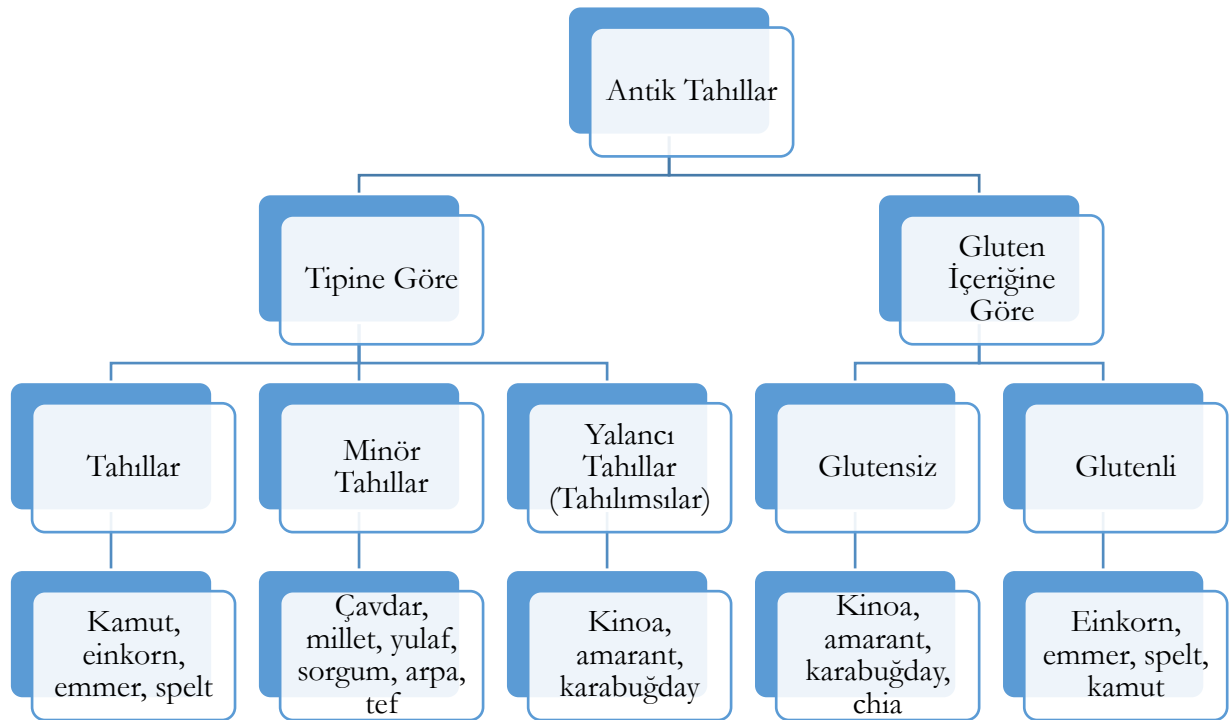 Antik Tahıllar
Tipine Göre
Gluten
İçeriğine
Göre
Tahıllar
Minör
Tahıllar
Yalancı
Tahıllar
(Tahılımsılar)
Glutensiz
Glutenli
Kamut,
einkorn,
emmer, spelt
Çavdar,
millet, yulaf,
sorgum, arpa,
tef
Kinoa,
amarant,
karabuğday
Kinoa,
amarant,
karabuğday,
chia
Einkorn,
emmer, spelt,
kamut